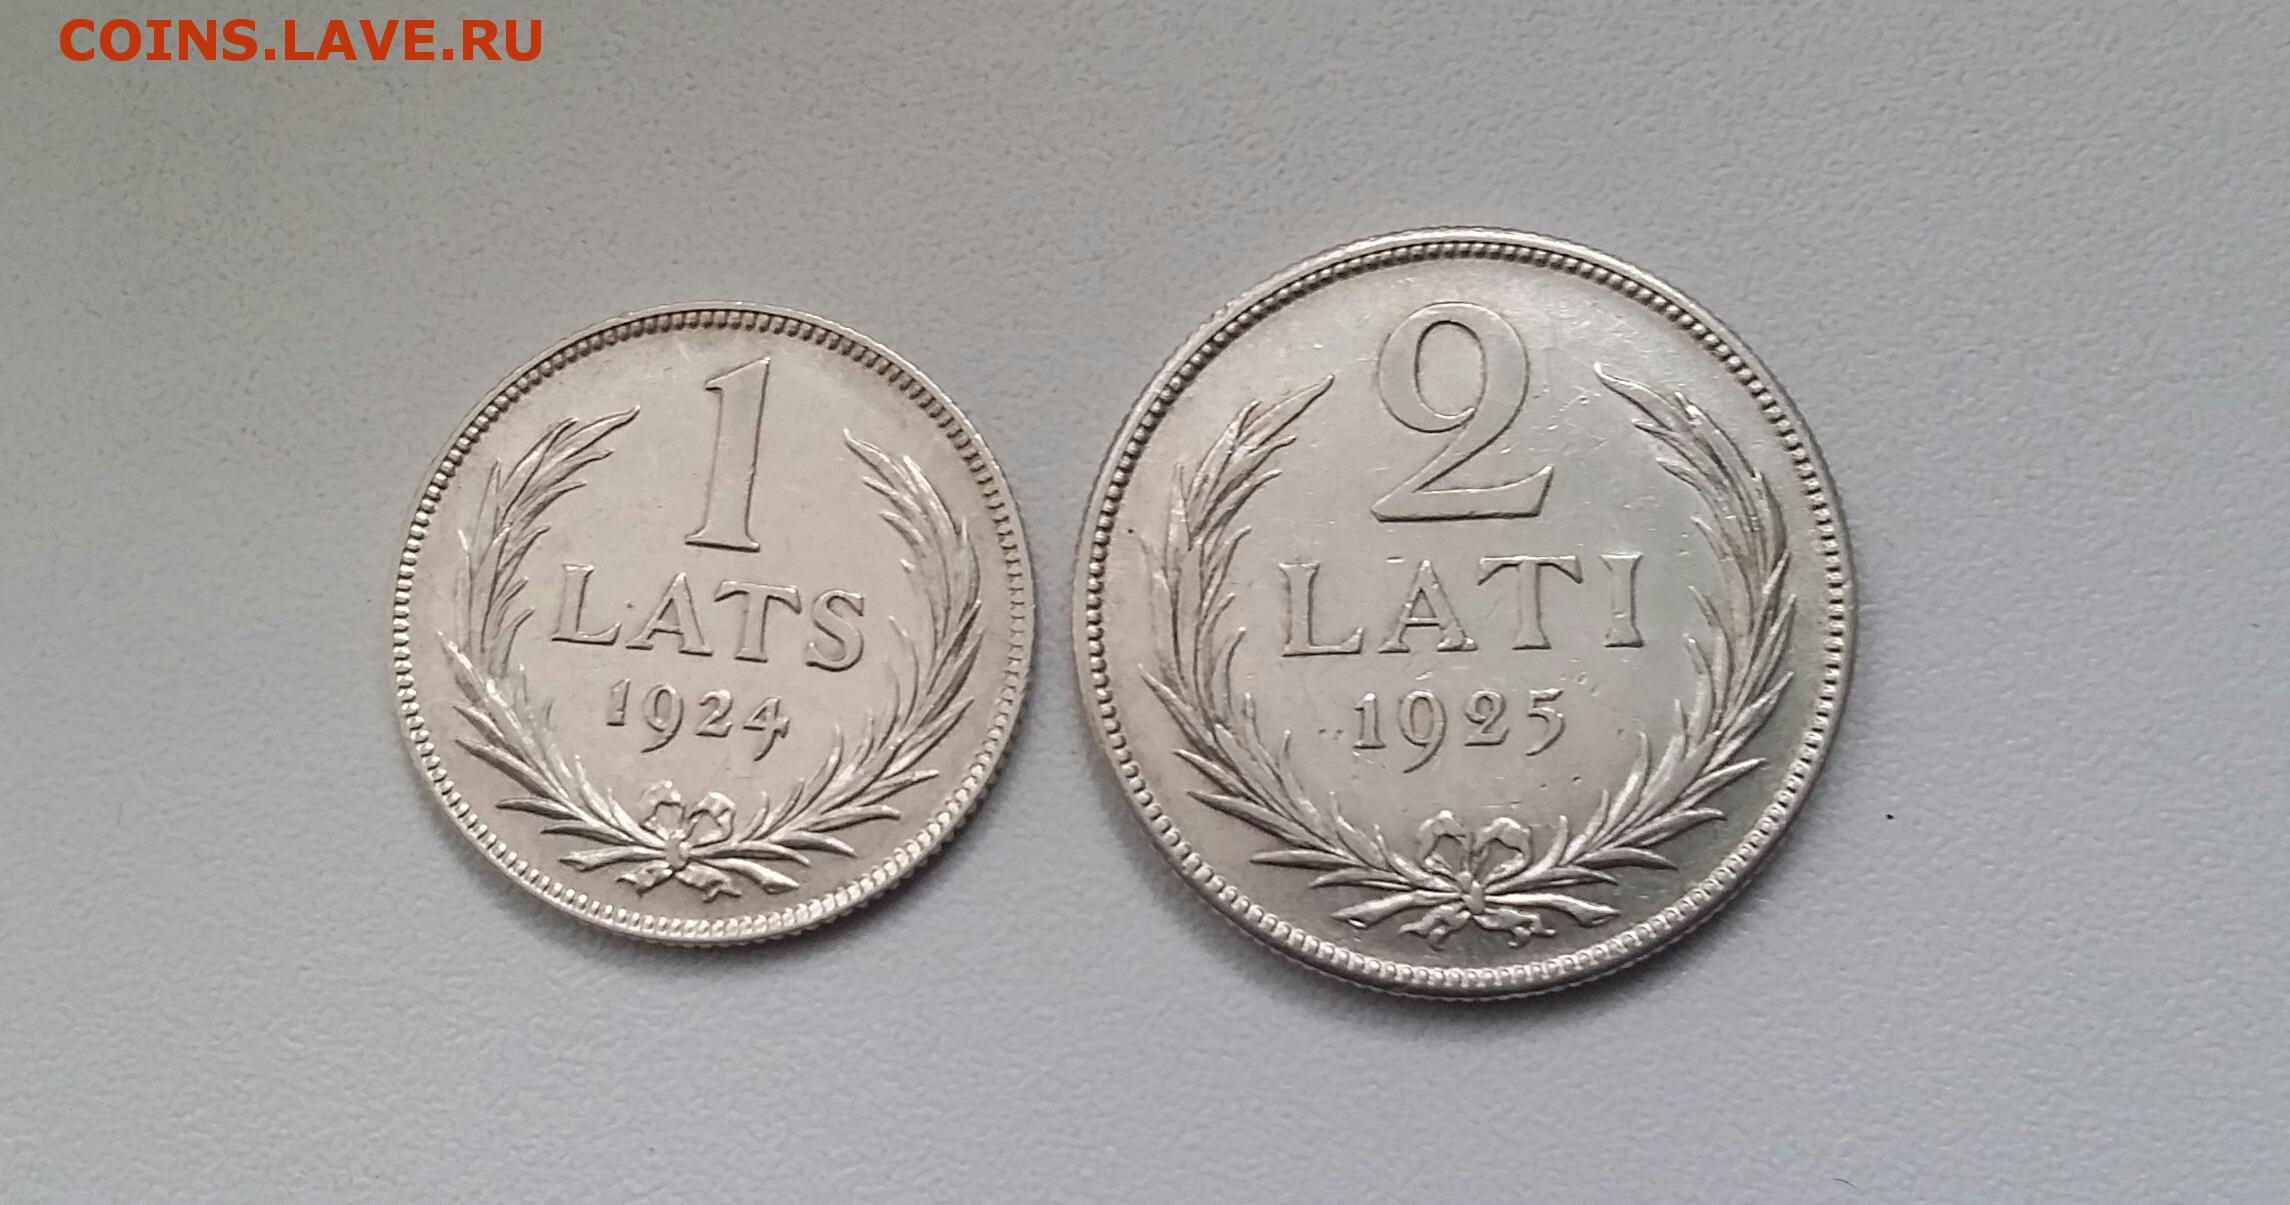 COINS.LAVE.RU
1
LATS
1924
2
LATI
1925